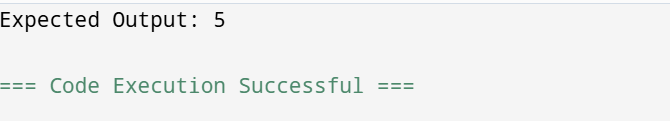 Expected Output: 5
=== Code Execution Successful ===